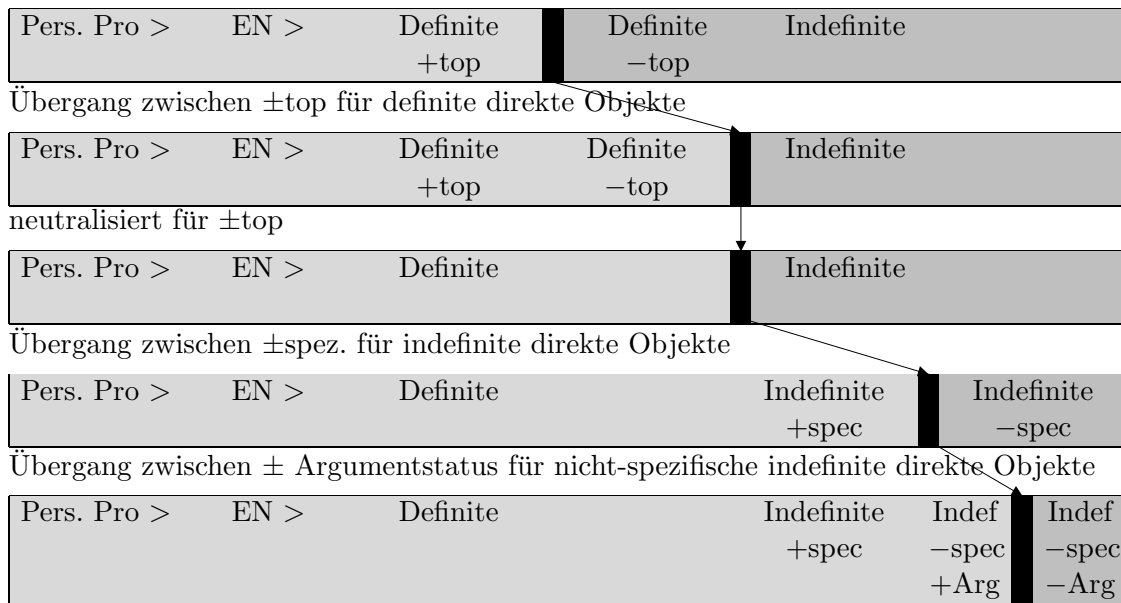 Pers. Pro > EN > Definite Definite Indefinite
+top −top
Übergang zwischen ±top für definite direkte Objekte
Pers. Pro > EN > Definite Definite Indefinite
+top −top
neutralisiert für ±top
Pers. Pro > EN > Definite Indefinite
Übergang zwischen ±spez. für indefinite direkte Objekte
Pers. Pro > EN > Definite Indefinite Indefinite
+spec −spec
Übergang zwischen ± Argumentstatus für nicht-spezifische indefinite direkte Objekte
Pers. Pro > EN > Definite Indefinite Indef Indef
+spec −spec −spec
+Arg −Arg